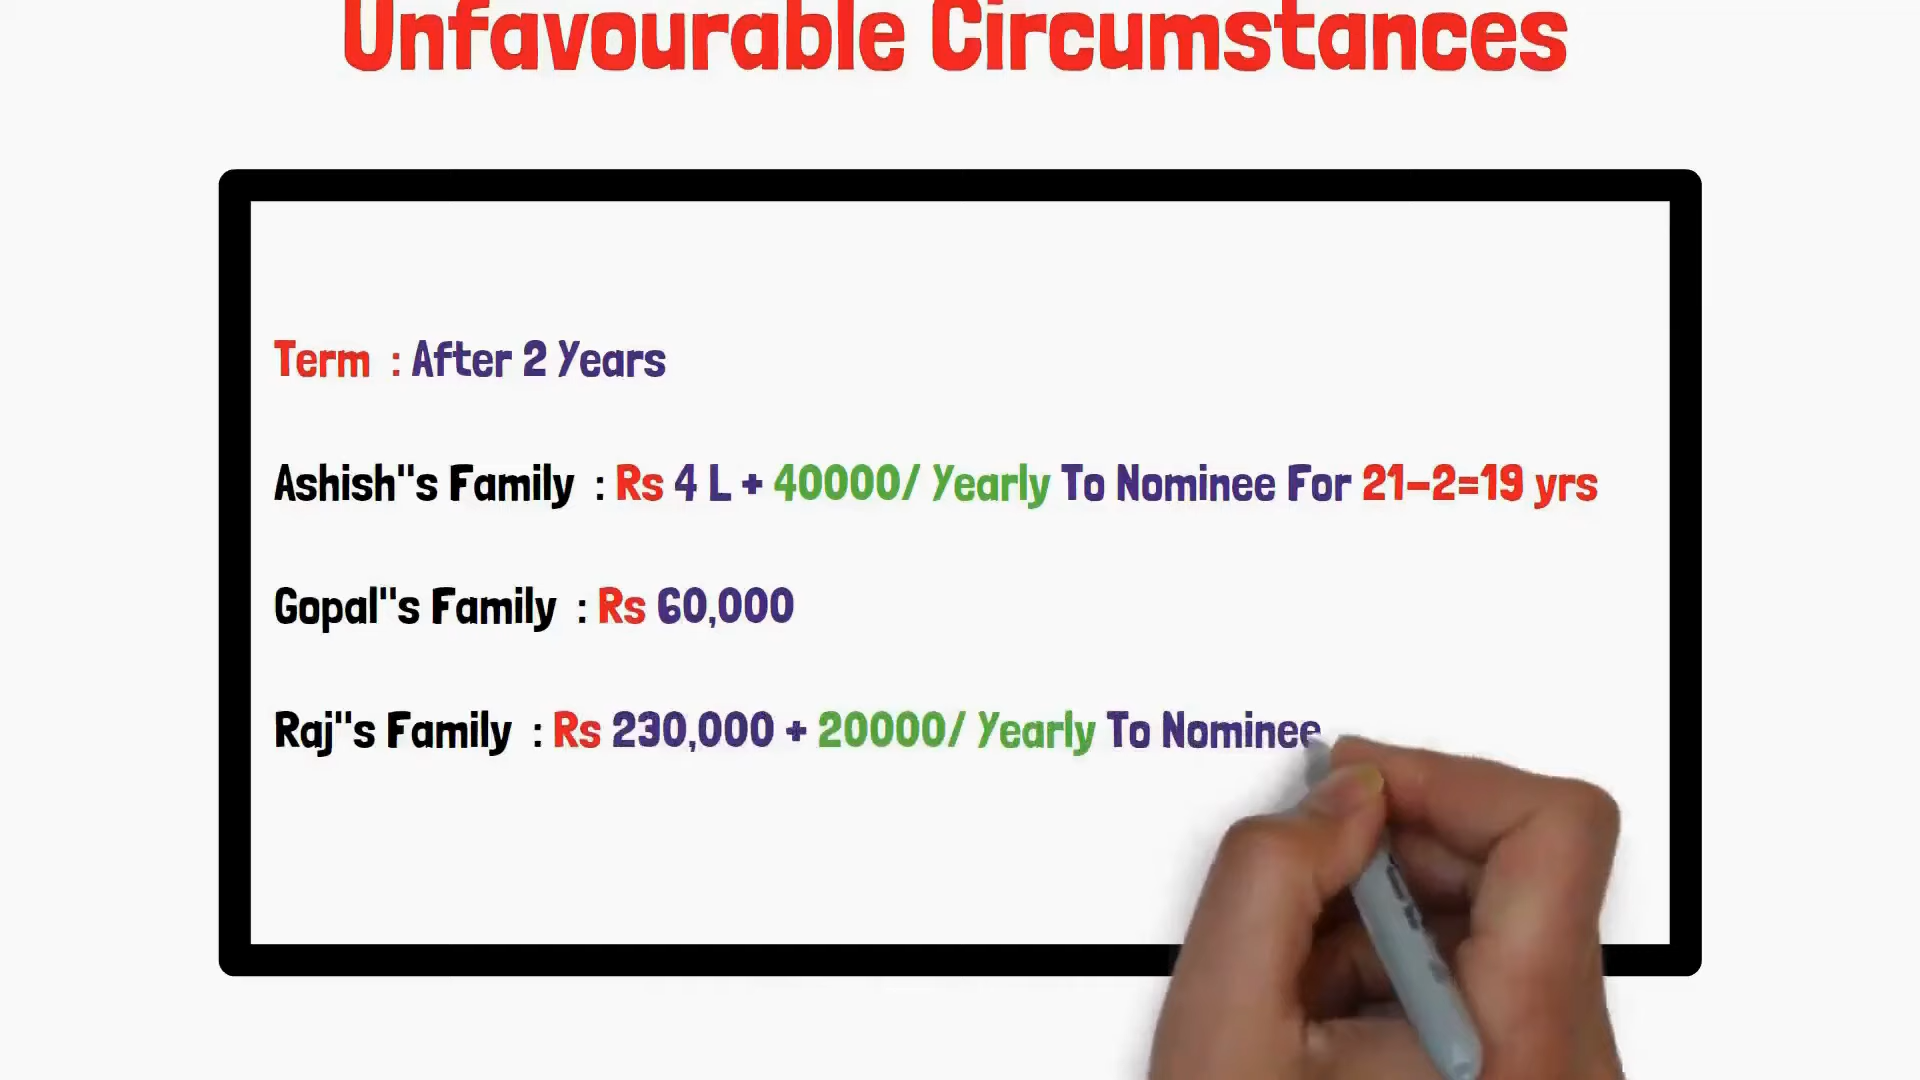 Unfavourable Circumstances
Term : After 2 Years
Ashish"s Family : Rs 4 L + 40000/ Yearly To Nominee For 21-2=19 yrs
Gopal"s Family : Rs 60,000
Raj"s Family : Rs 230,000 + 20000/ Yearly To Nominee